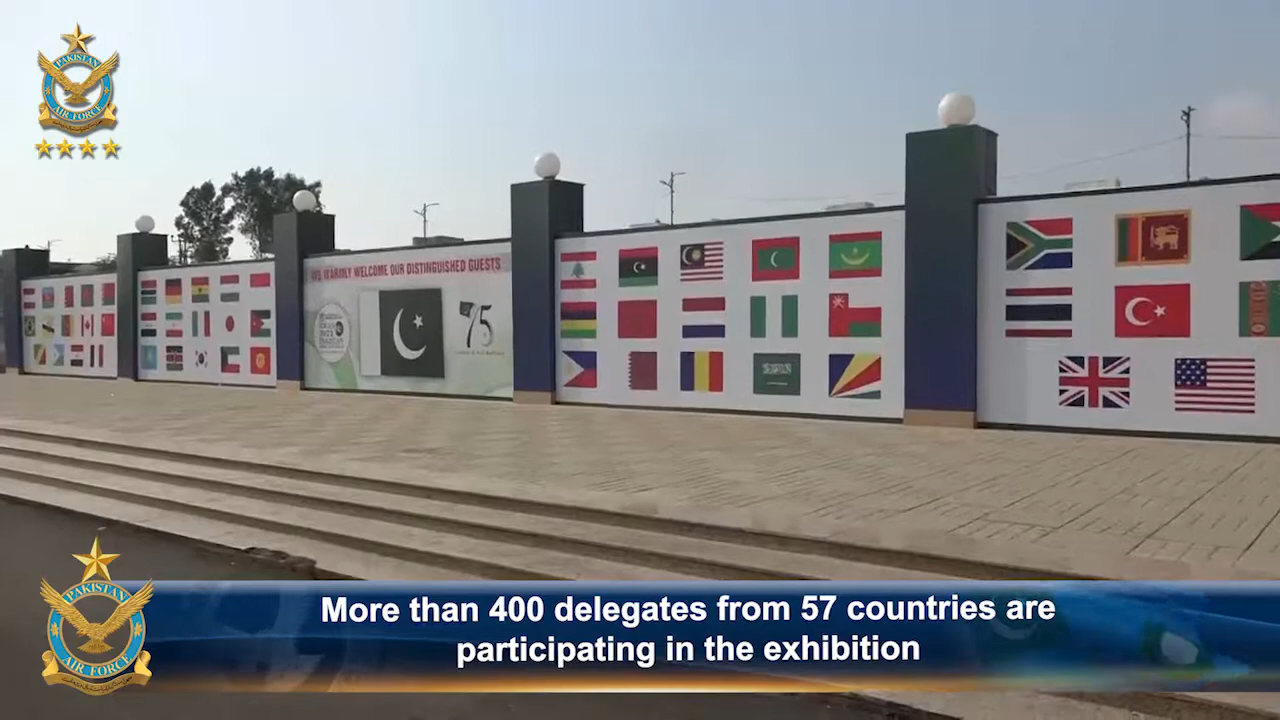 PAKISTAN
AIR FORCE
WE WARMLY WELCOME OUR DISTINGUISHED GUESTS
75
PAKISTAN
AIR FORCE
More than 400 delegates from 57 countries are
participating in the exhibition